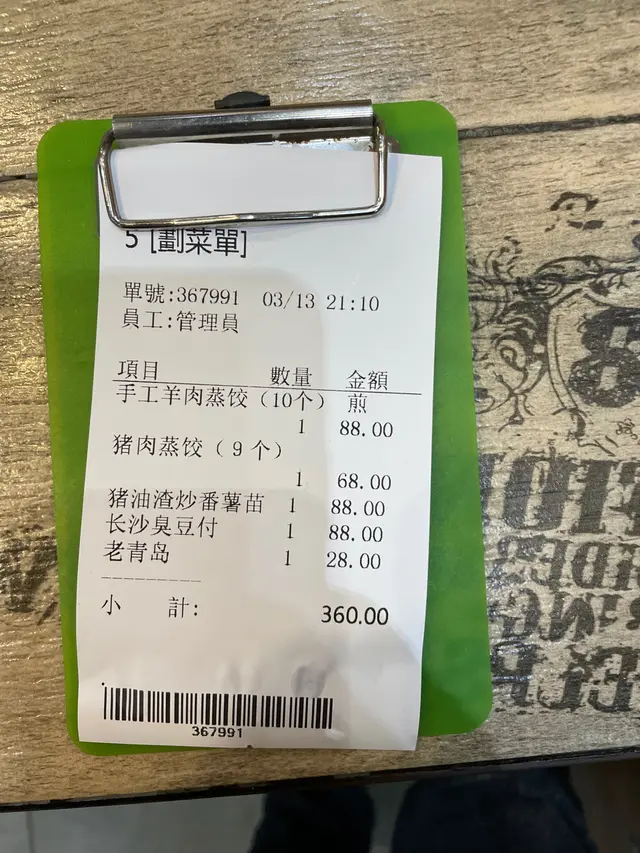 5 [劃菜單]
單號:367991 03/13 21:10
員工:管理員
項目 數量 金額
手工羊肉蒸饺（10个） 煎
1 88.00
猪肉蒸饺（9个）
1 68.00
猪油渣炒番薯苗 1 88.00
长沙臭豆付 1 88.00
老青岛 1 28.00
小 計: 360.00
367991